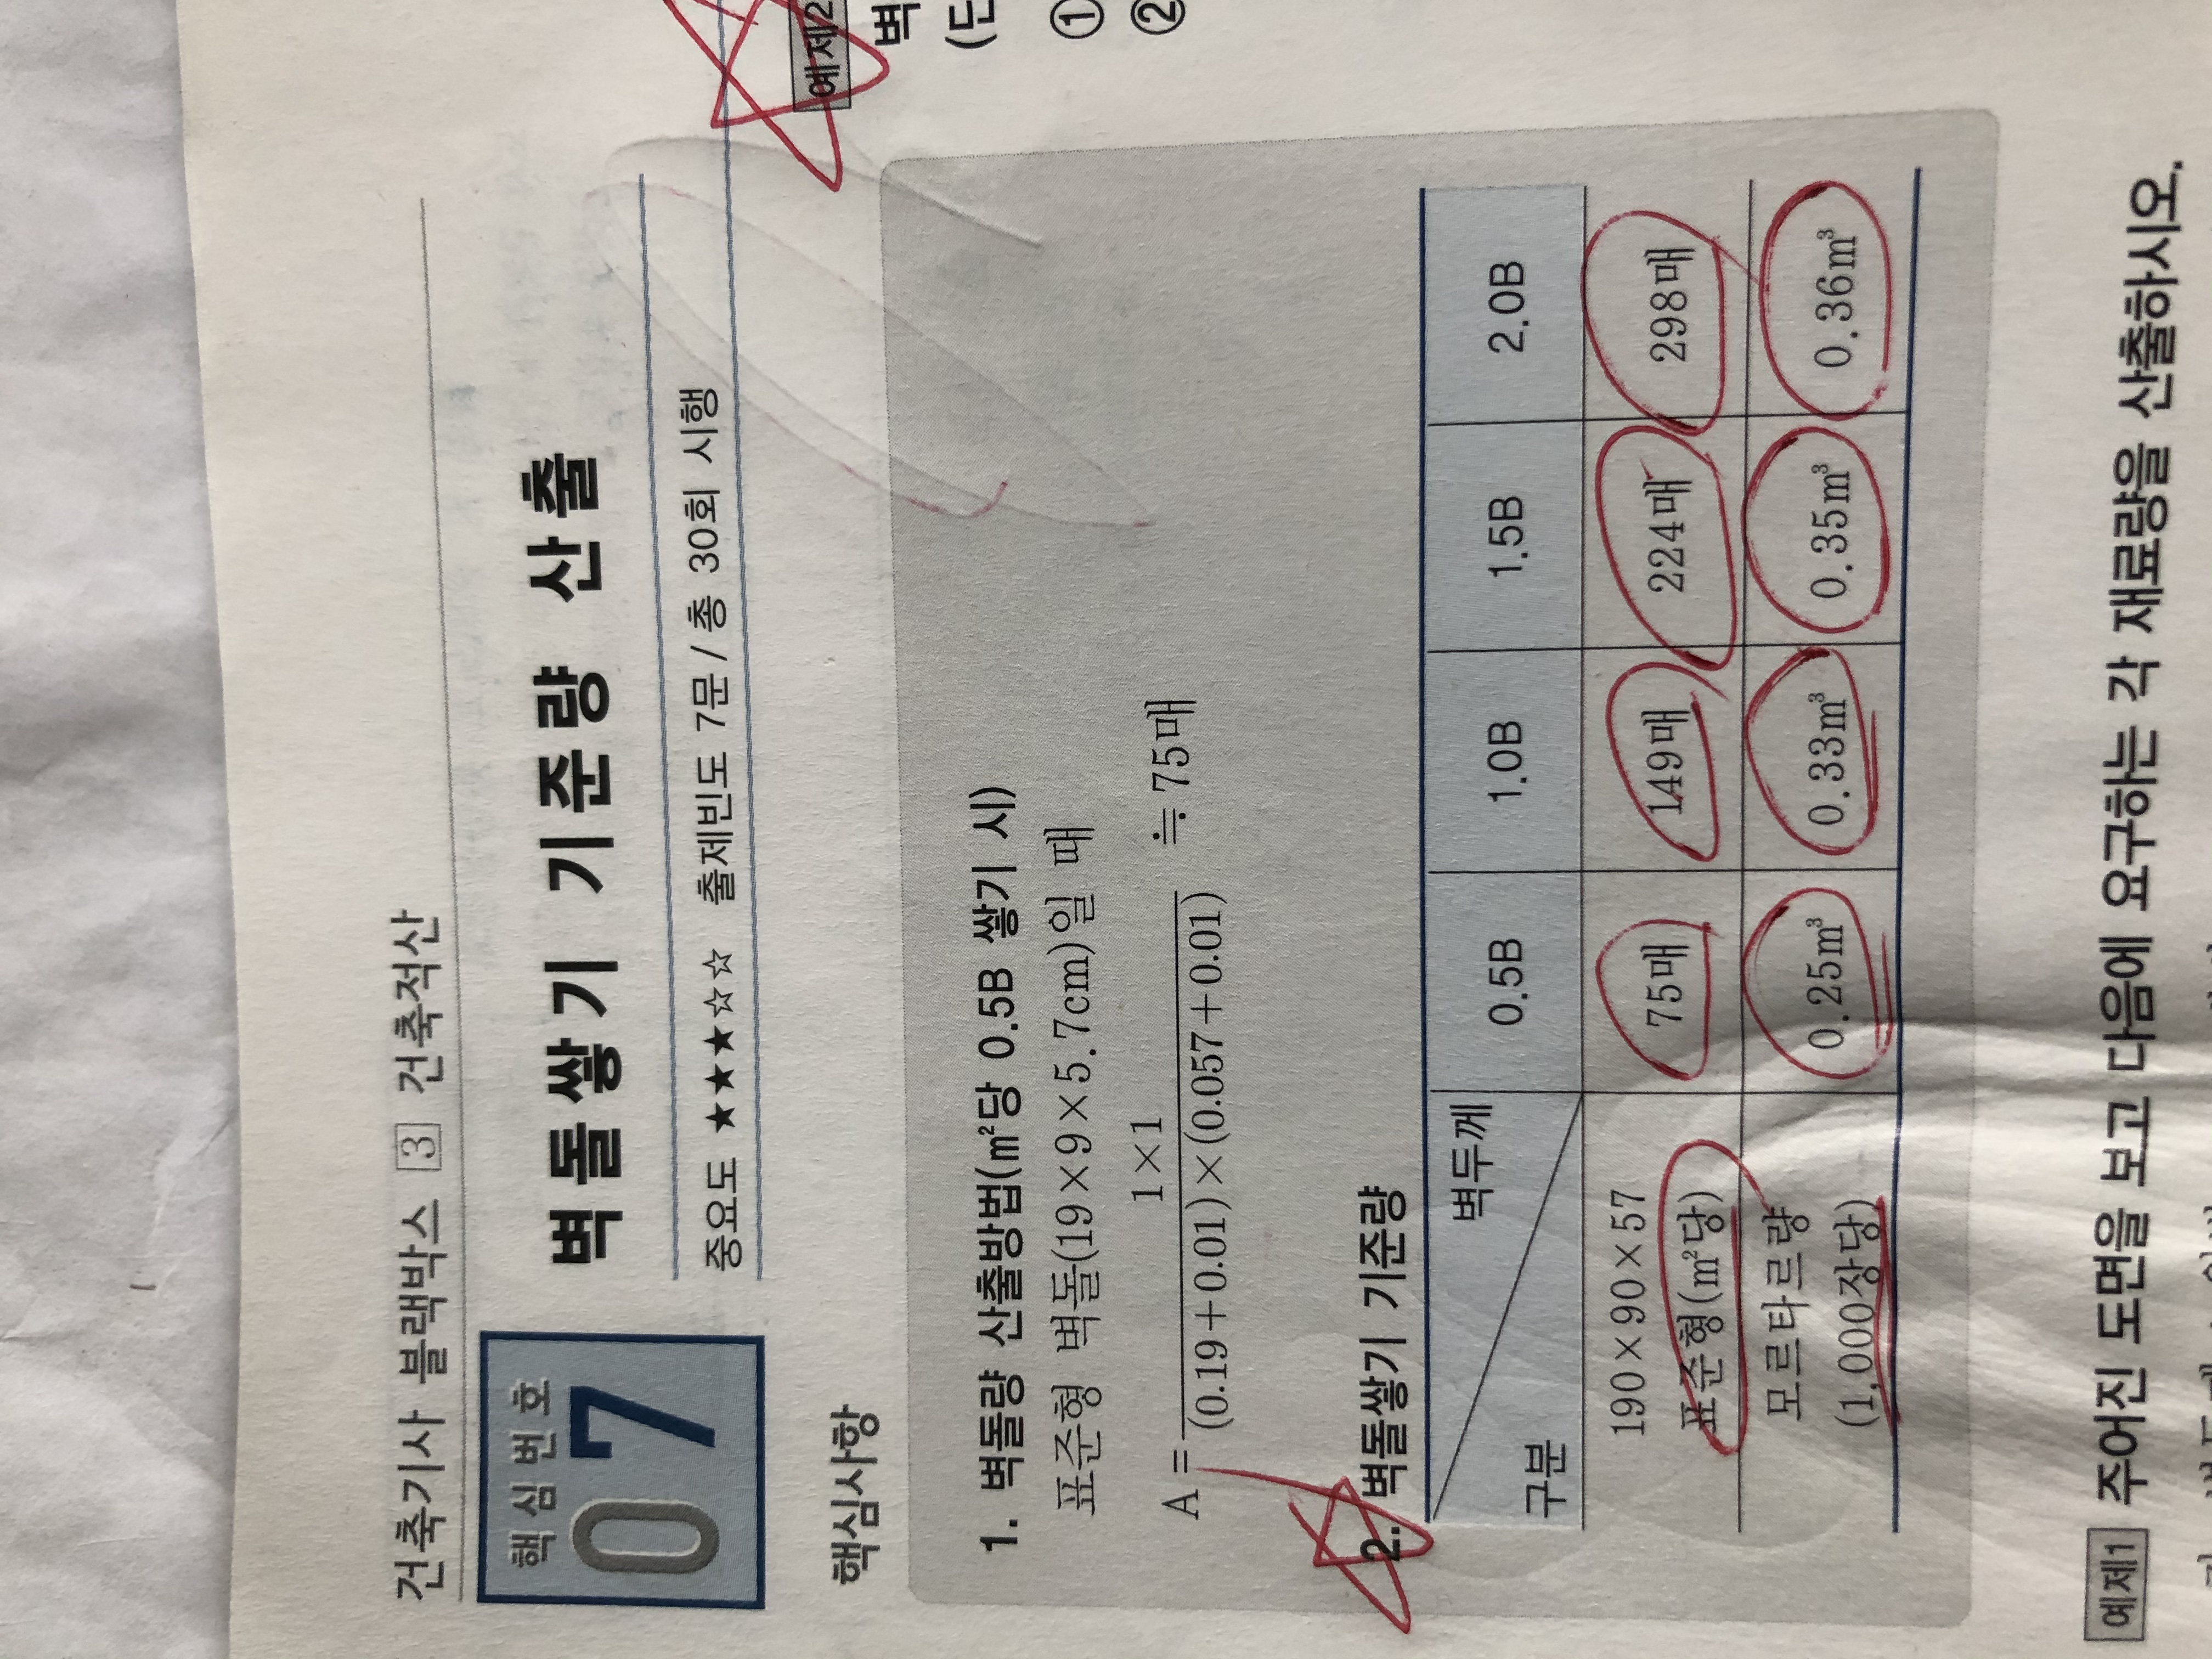 건축기사 블랙박스 3 건축적산
핵심번호
07
벽돌쌓기 기준량 산출
중요도 ★★★☆☆ 출제빈도 7문 / 총 30회 시행
핵심사항
1. 벽돌량 산출방법(㎡당 0.5B 쌓기 시)
표준형 벽돌(19×9×5.7cm)일 때
A = 1×1 / (0.19+0.01)×(0.057+0.01) ≒ 75매
2. 벽돌쌓기 기준량
구분 벽두께 0.5B 1.0B 1.5B 2.0B
190×90×57
표준형(㎡당) 75매 149매 224매 298매
모르타르량
(1,000장당) 0.25㎥ 0.33㎥ 0.35㎥ 0.36㎥
예제1 주어진 도면을 보고 다음에 요구하는 각 재료량을 산출하시오.
예제2
벽
(단
①
②